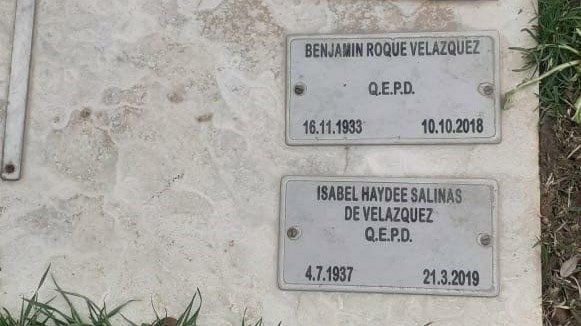 BENJAMIN ROQUE VELAZQUEZ
Q.E.P.D.
16.11.1933 10.10.2018
ISABEL HAYDEE SALINAS
DE VELAZQUEZ
Q.E.P.D.
4.7.1937 21.3.2019